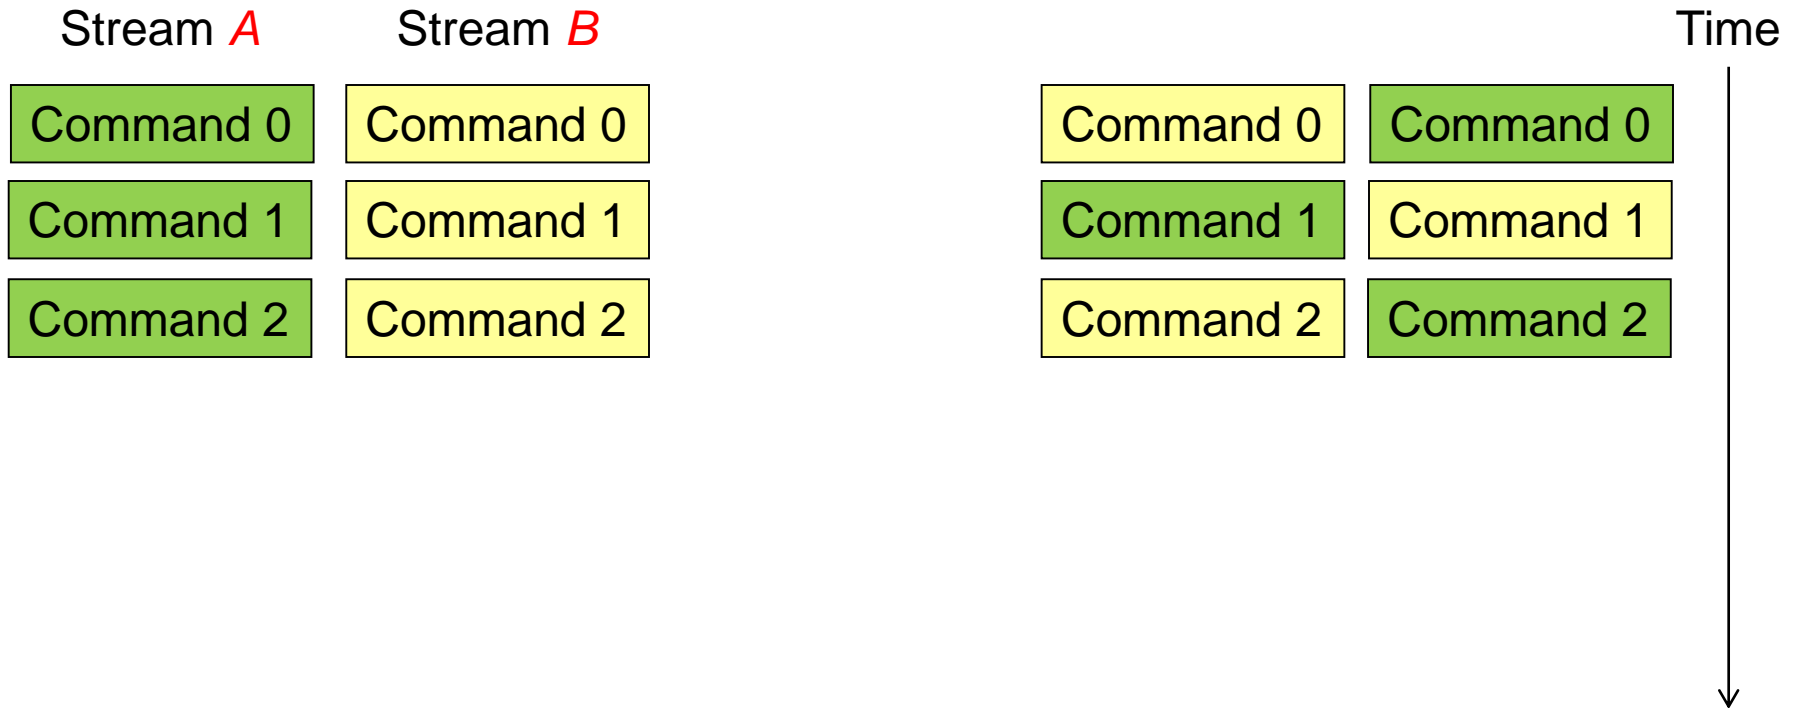 Stream A Stream B Time
Command 0 Command 0 Command 0 Command 0
Command 1 Command 1 Command 1 Command 1
Command 2 Command 2 Command 2 Command 2